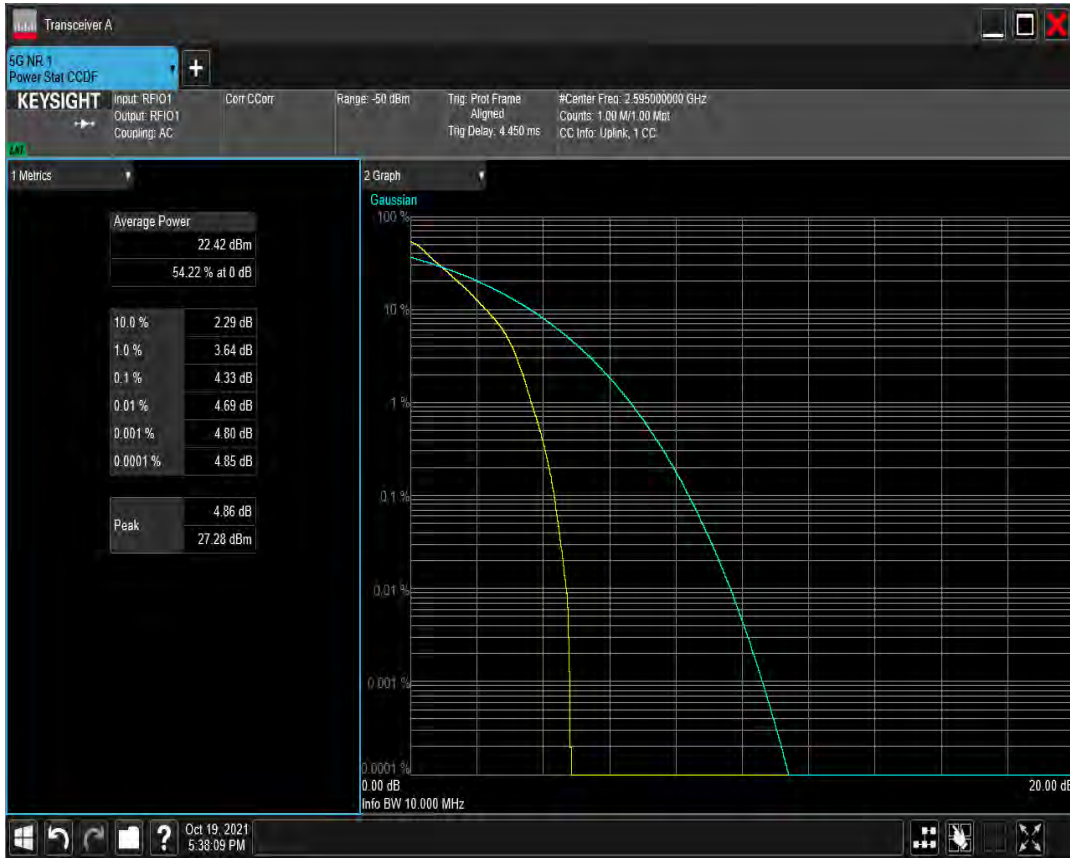 Transceiver A
5G NR 1
Power Stat CCDF
+
KEYSIGHT
Input: RFIO1
Output: RFIO1
Coupling: AC
Corr CCorr
Range: -50 dBm
Trig: Prot Frame
Aligned
Trig Delay: 4.450 ms
#Center Freq: 2.595000000 GHz
Counts: 1.00 M/1.00 Mpt
CC Info: Uplink, 1 CC
1 Metrics
Average Power
22.42 dBm
54.22 % at 0 dB
10.0 % 2.29 dB
1.0 % 3.64 dB
0.1 % 4.33 dB
0.01 % 4.69 dB
0.001 % 4.80 dB
0.0001 % 4.85 dB
Peak
4.86 dB
27.28 dBm
2 Graph
Gaussian
100 %
10 %
1 %
0.1 %
0.01 %
0.001 %
0.0001 %
0.00 dB
20.00 dB
Info BW 10.000 MHz
?
Oct 19, 2021
5:38:09 PM